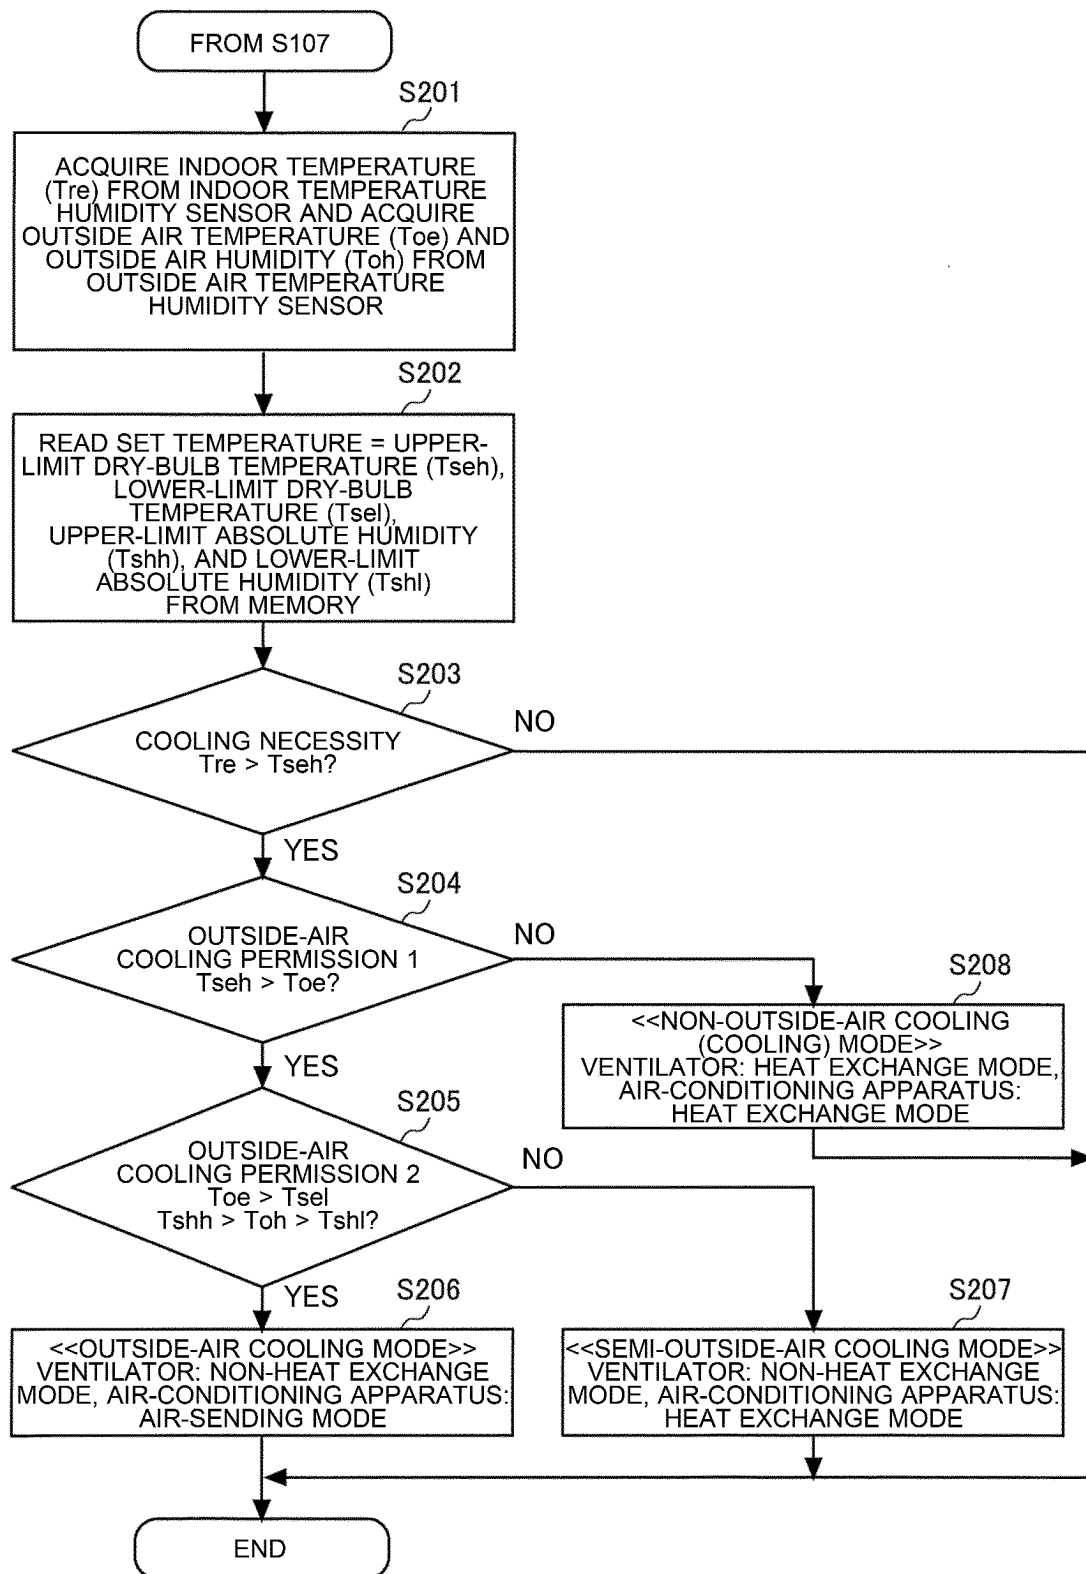 FROM S107
S201
ACQUIRE INDOOR TEMPERATURE
(Tre) FROM INDOOR TEMPERATURE
HUMIDITY SENSOR AND ACQUIRE
OUTSIDE AIR TEMPERATURE (Toe) AND
OUTSIDE AIR HUMIDITY (Toh) FROM
OUTSIDE AIR TEMPERATURE
HUMIDITY SENSOR
S202
READ SET TEMPERATURE = UPPER-
LIMIT DRY-BULB TEMPERATURE (Tseh),
LOWER-LIMIT DRY-BULB
TEMPERATURE (Tsel),
UPPER-LIMIT ABSOLUTE HUMIDITY
(Tshh), AND LOWER-LIMIT
ABSOLUTE HUMIDITY (Tshl)
FROM MEMORY
S203
COOLING NECESSITY
Tre > Tseh?
NO
YES
S204
OUTSIDE-AIR
COOLING PERMISSION 1
Tseh > Toe?
NO
YES
S208
<<NON-OUTSIDE-AIR COOLING
(COOLING) MODE>>
VENTILATOR: HEAT EXCHANGE MODE,
AIR-CONDITIONING APPARATUS:
HEAT EXCHANGE MODE
S205
OUTSIDE-AIR
COOLING PERMISSION 2
Toe > Tsel
Tshh > Toh > Tshl?
NO
YES
S206
<<OUTSIDE-AIR COOLING MODE>>
VENTILATOR: NON-HEAT EXCHANGE
MODE, AIR-CONDITIONING APPARATUS:
AIR-SENDING MODE
S207
<<SEMI-OUTSIDE-AIR COOLING MODE>>
VENTILATOR: NON-HEAT EXCHANGE
MODE, AIR-CONDITIONING APPARATUS:
HEAT EXCHANGE MODE
END